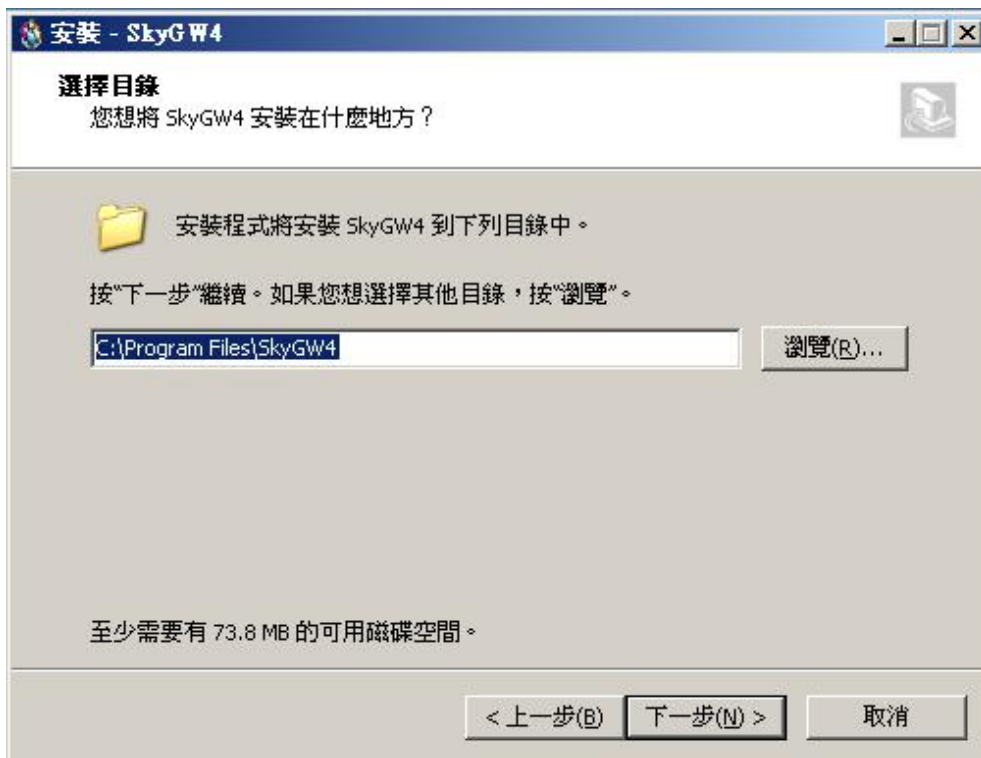 安裝 - SkyGW4
選擇目錄
您想將 SkyGW4 安裝在什麼地方？
安裝程式將安裝 SkyGW4 到下列目錄中。
按"下一步"繼續。如果您想選擇其他目錄，按"瀏覽"。
C:\Program Files\SkyGW4
瀏覽(R)...
至少需要有 73.8 MB 的可用磁碟空間。
< 上一步(B) 下一步(N) > 取消